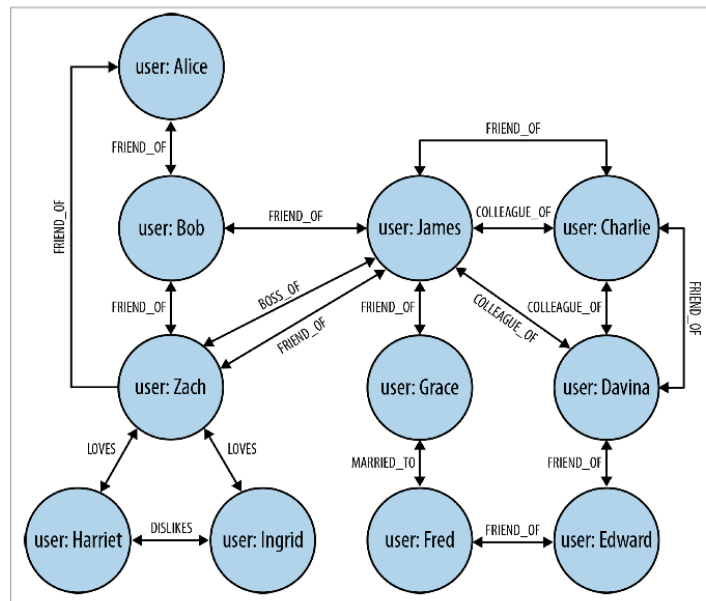 user: Alice
FRIEND_OF
FRIEND_OF
FRIEND_OF
user: Bob
FRIEND_OF
user: James
COLLEAGUE_OF
user: Charlie
FRIEND_OF
BOSS_OF
FRIEND_OF
FRIEND_OF
COLLEAGUE_OF
COLLEAGUE_OF
FRIEND_OF
user: Zach
user: Grace
user: Davina
LOVES
LOVES
MARRIED_TO
FRIEND_OF
user: Harriet
DISLIKES
user: Ingrid
user: Fred
FRIEND_OF
user: Edward